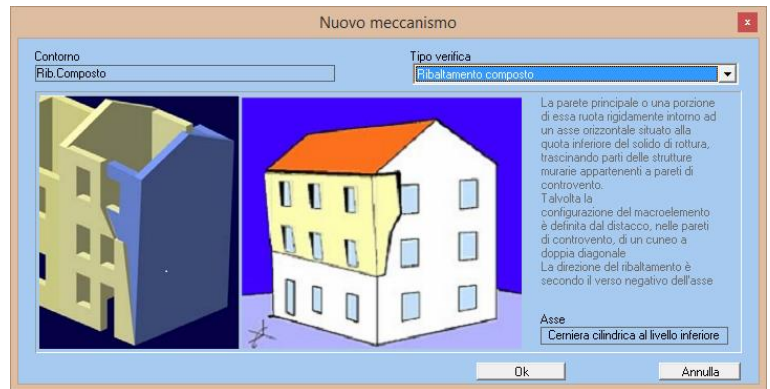 Nuovo meccanismo
x
Contorno
Rib.Composto
Tipo verifica
Ribaltamento composto
La parete principale o una porzione
di essa ruota rigidamente intorno ad
un asse orizzontale situato alla
quota inferiore del solido di rottura,
trascinando parti delle strutture
murarie appartenenti a pareti di
controvento.
Talvolta la
configurazione del macroelemento
è definita dal distacco, nelle pareti
di controvento, di un cuneo a
doppia diagonale
La direzione del ribaltamento è
secondo il verso negativo dell'asse
Asse
Cerniera cilindrica al livello inferiore
Ok
Annulla